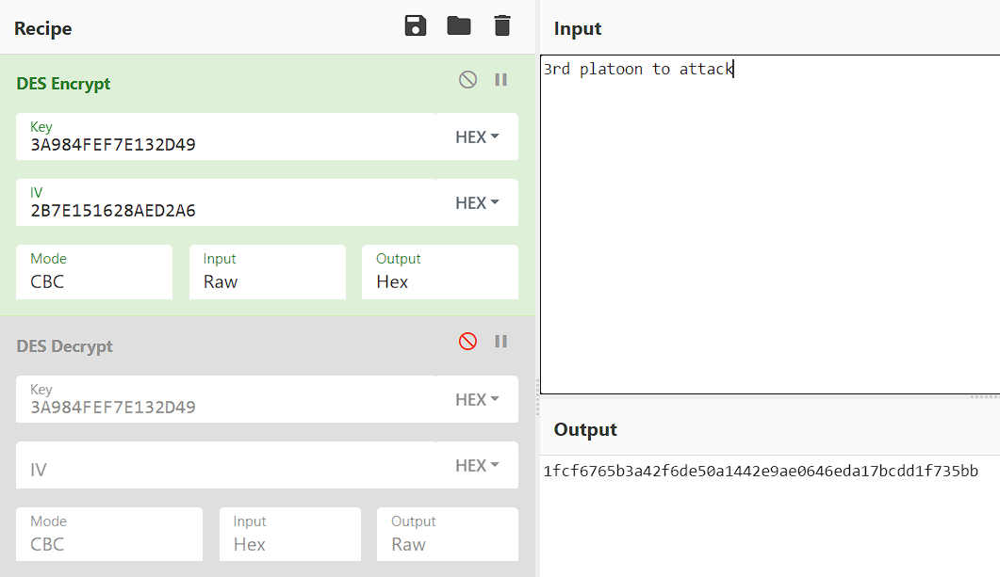 Recipe
DES Encrypt
Key
3A984FEF7E132D49
HEX
IV
2B7E151628AED2A6
HEX
Mode
CBC
Input
Raw
Output
Hex
DES Decrypt
Key
3A984FEF7E132D49
HEX
IV
HEX
Mode
CBC
Input
Hex
Output
Raw
Input
3rd platoon to attack
Output
1fcf6765b3a42f6de50a1442e9ae0646eda17bcdd1f735bb